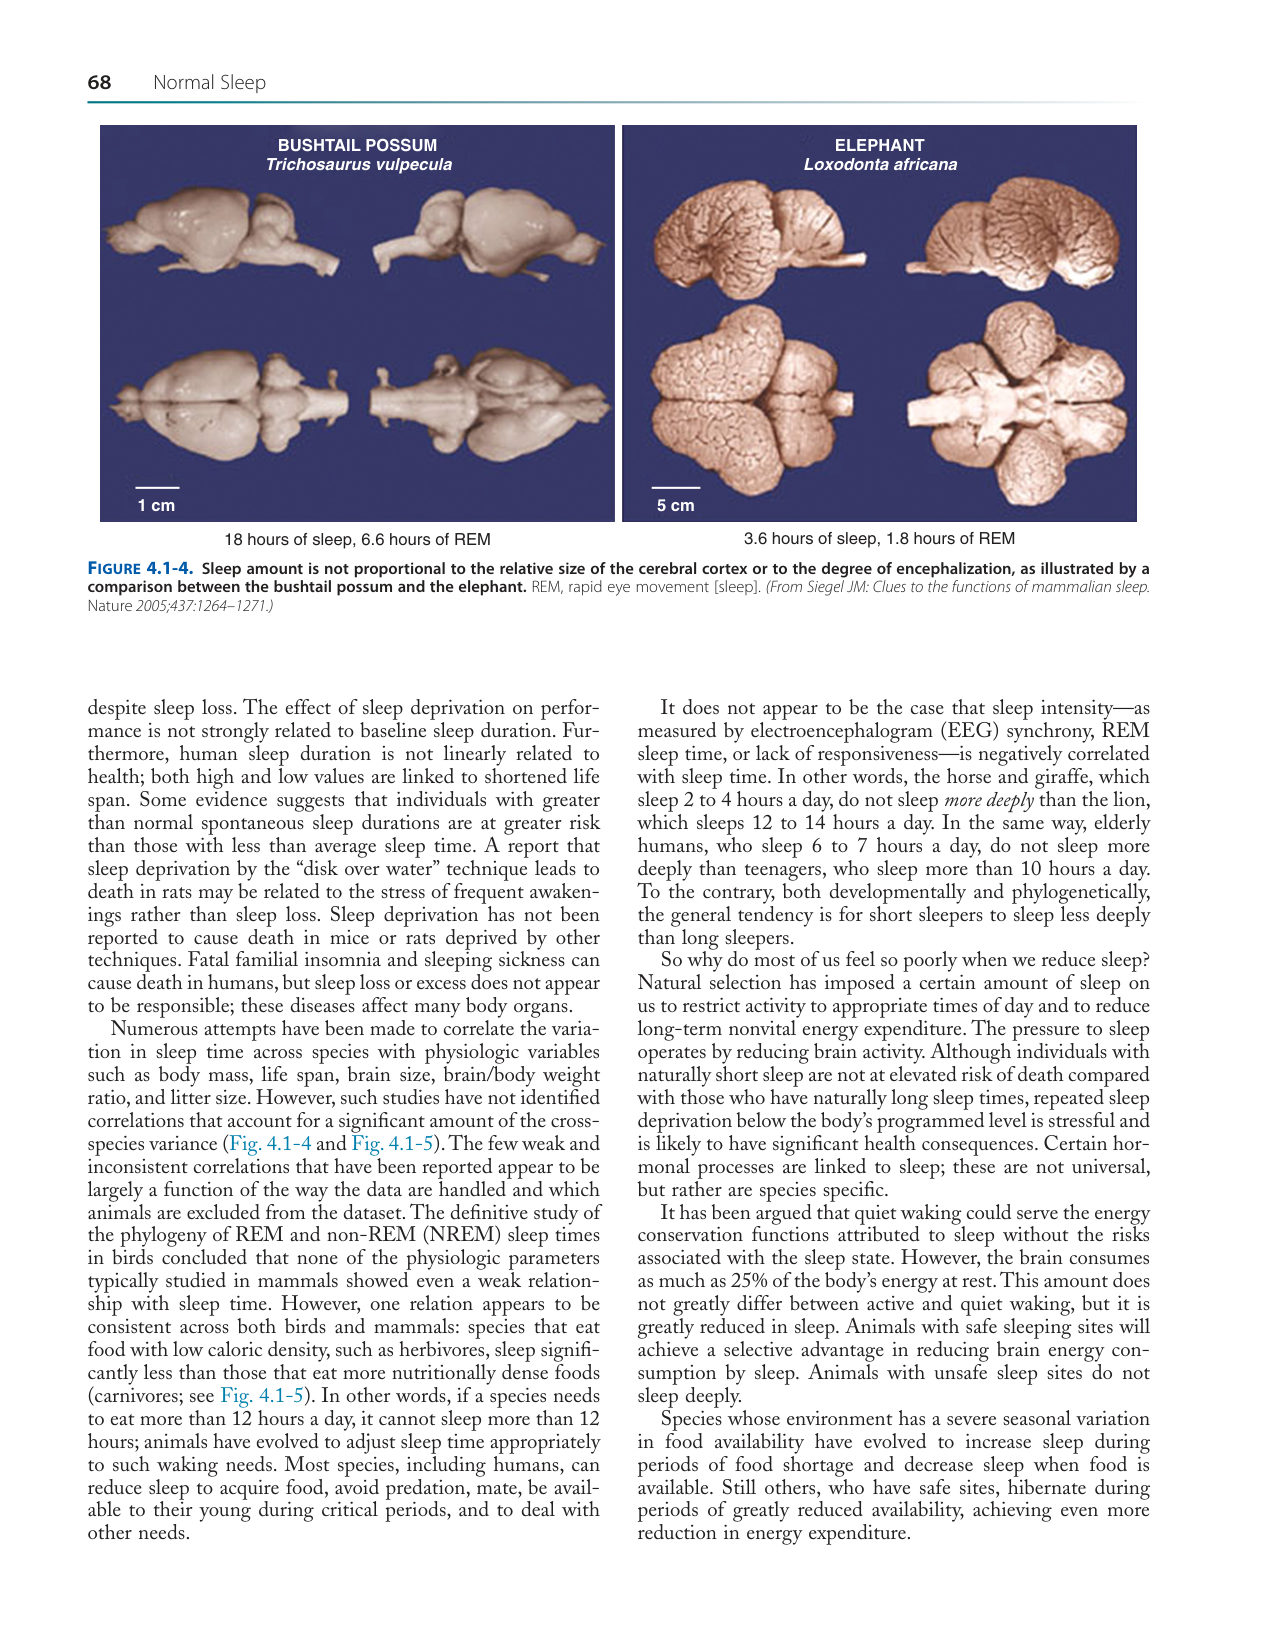 68 Normal Sleep
BUSHTAIL POSSUM
Trichosaurus vulpecula
1 cm
18 hours of sleep, 6.6 hours of REM
ELEPHANT
Loxodonta africana
5 cm
3.6 hours of sleep, 1.8 hours of REM
FIGURE 4.1-4. Sleep amount is not proportional to the relative size of the cerebral cortex or to the degree of encephalization, as illustrated by a
comparison between the bushtail possum and the elephant. REM, rapid eye movement [sleep]. (From Siegel JM: Clues to the functions of mammalian sleep.
Nature 2005;437:1264–1271.)
despite sleep loss. The effect of sleep deprivation on perfor-
mance is not strongly related to baseline sleep duration. Fur-
thermore, human sleep duration is not linearly related to
health; both high and low values are linked to shortened life
span. Some evidence suggests that individuals with greater
than normal spontaneous sleep durations are at greater risk
than those with less than average sleep time. A report that
sleep deprivation by the “disk over water” technique leads to
death in rats may be related to the stress of frequent awaken-
ings rather than sleep loss. Sleep deprivation has not been
reported to cause death in mice or rats deprived by other
techniques. Fatal familial insomnia and sleeping sickness can
cause death in humans, but sleep loss or excess does not appear
to be responsible; these diseases affect many body organs.
Numerous attempts have been made to correlate the varia-
tion in sleep time across species with physiologic variables
such as body mass, life span, brain size, brain/body weight
ratio, and litter size. However, such studies have not identified
correlations that account for a significant amount of the cross-
species variance (Fig. 4.1-4 and Fig. 4.1-5). The few weak and
inconsistent correlations that have been reported appear to be
largely a function of the way the data are handled and which
animals are excluded from the dataset. The definitive study of
the phylogeny of REM and non-REM (NREM) sleep times
in birds concluded that none of the physiologic parameters
typically studied in mammals showed even a weak relation-
ship with sleep time. However, one relation appears to be
consistent across both birds and mammals: species that eat
food with low caloric density, such as herbivores, sleep signifi-
cantly less than those that eat more nutritionally dense foods
(carnivores; see Fig. 4.1-5). In other words, if a species needs
to eat more than 12 hours a day, it cannot sleep more than 12
hours; animals have evolved to adjust sleep time appropriately
to such waking needs. Most species, including humans, can
reduce sleep to acquire food, avoid predation, mate, be avail-
able to their young during critical periods, and to deal with
other needs.
It does not appear to be the case that sleep intensity—as
measured by electroencephalogram (EEG) synchrony, REM
sleep time, or lack of responsiveness—is negatively correlated
with sleep time. In other words, the horse and giraffe, which
sleep 2 to 4 hours a day, do not sleep more deeply than the lion,
which sleeps 12 to 14 hours a day. In the same way, elderly
humans, who sleep 6 to 7 hours a day, do not sleep more
deeply than teenagers, who sleep more than 10 hours a day.
To the contrary, both developmentally and phylogenetically,
the general tendency is for short sleepers to sleep less deeply
than long sleepers.
So why do most of us feel so poorly when we reduce sleep?
Natural selection has imposed a certain amount of sleep on
us to restrict activity to appropriate times of day and to reduce
long-term nonvital energy expenditure. The pressure to sleep
operates by reducing brain activity. Although individuals with
naturally short sleep are not at elevated risk of death compared
with those who have naturally long sleep times, repeated sleep
deprivation below the body’s programmed level is stressful and
is likely to have significant health consequences. Certain hor-
monal processes are linked to sleep; these are not universal,
but rather are species specific.
It has been argued that quiet waking could serve the energy
conservation functions attributed to sleep without the risks
associated with the sleep state. However, the brain consumes
as much as 25% of the body’s energy at rest. This amount does
not greatly differ between active and quiet waking, but it is
greatly reduced in sleep. Animals with safe sleeping sites will
achieve a selective advantage in reducing brain energy con-
sumption by sleep. Animals with unsafe sleep sites do not
sleep deeply.
Species whose environment has a severe seasonal variation
in food availability have evolved to increase sleep during
periods of food shortage and decrease sleep when food is
available. Still others, who have safe sites, hibernate during
periods of greatly reduced availability, achieving even more
reduction in energy expenditure.